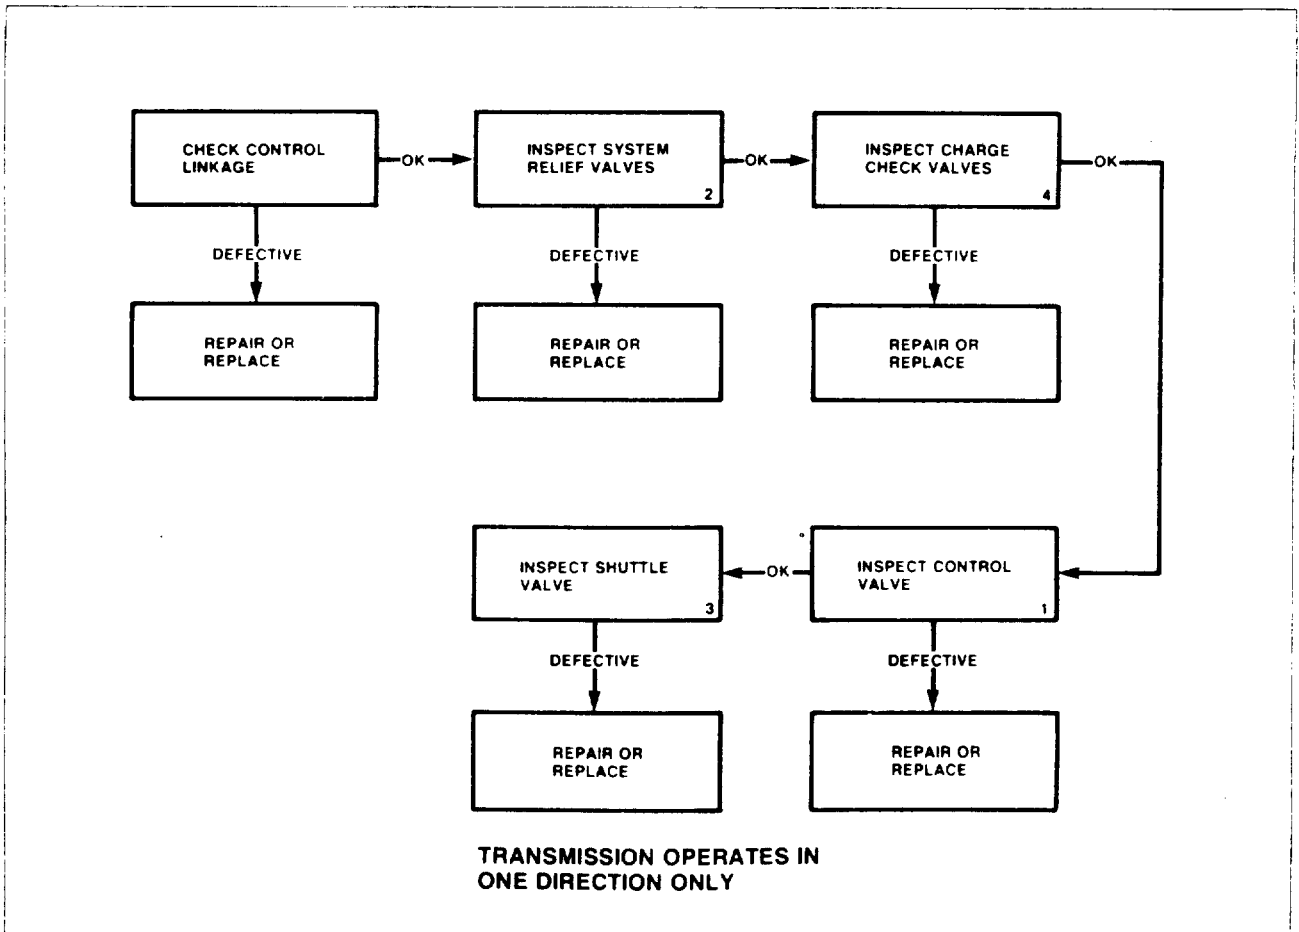 CHECK CONTROL
LINKAGE
OK
INSPECT SYSTEM
RELIEF VALVES
2
OK
INSPECT CHARGE
CHECK VALVES
4
OK
DEFECTIVE
DEFECTIVE
DEFECTIVE
REPAIR OR
REPLACE
REPAIR OR
REPLACE
REPAIR OR
REPLACE
INSPECT SHUTTLE
VALVE
3
OK
INSPECT CONTROL
VALVE
1
DEFECTIVE
DEFECTIVE
REPAIR OR
REPLACE
REPAIR OR
REPLACE
TRANSMISSION OPERATES IN
ONE DIRECTION ONLY